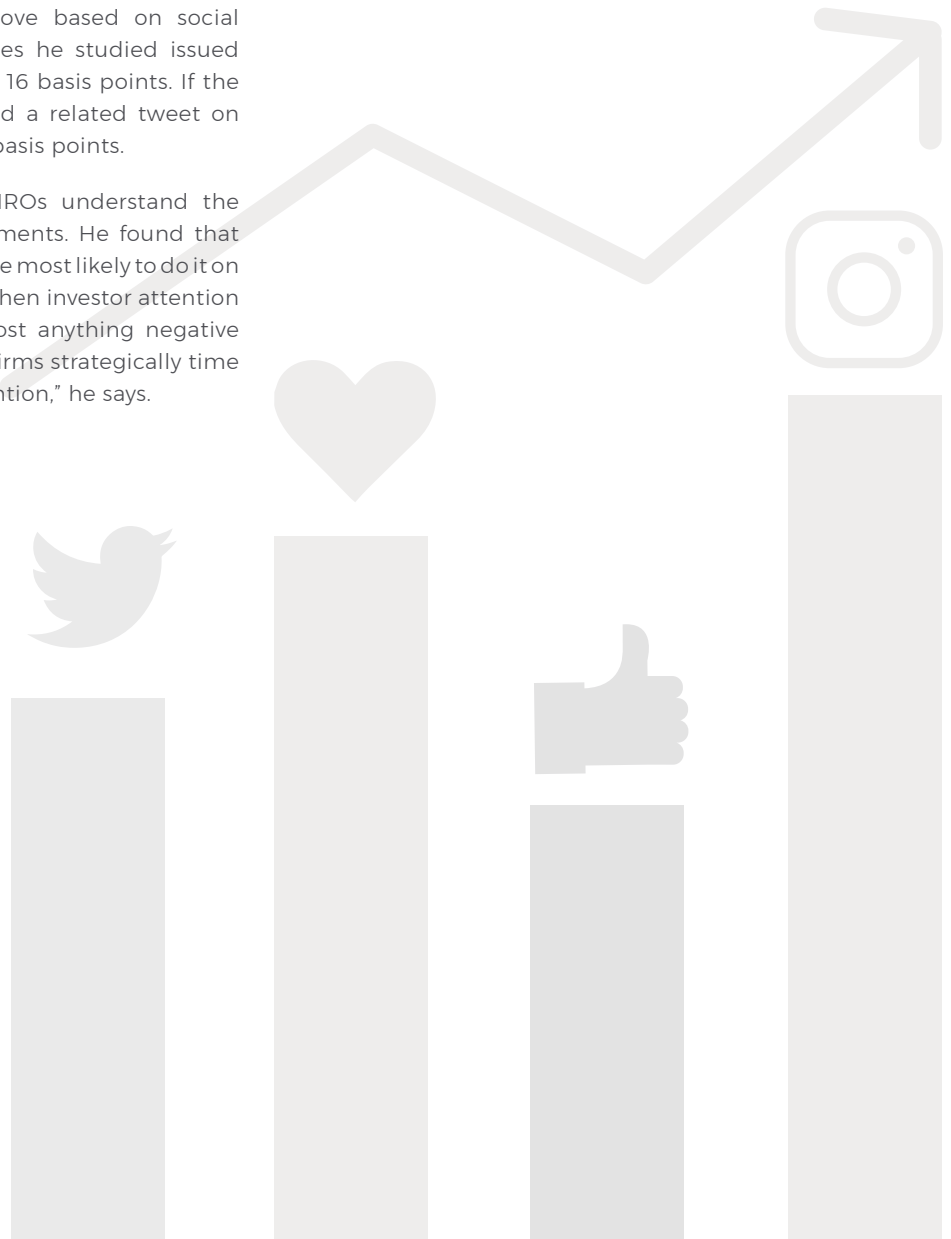 ove based on social
es he studied issued
16 basis points. If the
d a related tweet on
basis points.
IROs understand the
ments. He found that
e most likely to do it on
hen investor attention
ost anything negative
irms strategically time
ntion,” he says.